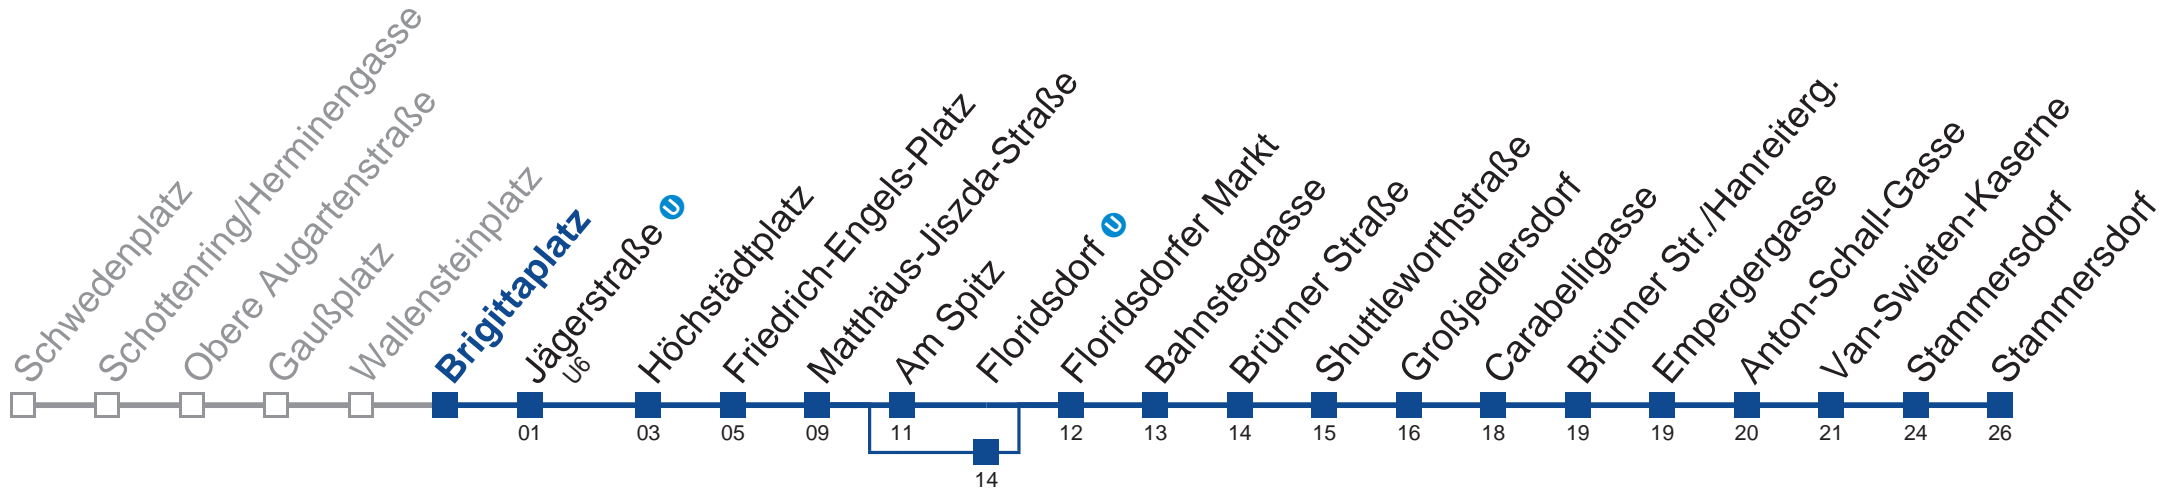 Schwedenplatz
Schottenring/Herminengasse
Obere Augartenstraße
Gaußplatz
Wallensteinplatz
Brigittaplatz
Jägerstraße U
U6
Höchstädtplatz
Friedrich-Engels-Platz
Matthäus-Jiszda-Straße
Am Spitz
Floridsdorf U
Floridsdorfer Markt
Bahnsteggasse
Brünner Straße
Shuttleworthstraße
Großjedlersdorf
Carabelligasse
Brünner Str./Hanreiterg.
Empergergasse
Anton-Schall-Gasse
Van-Swieten-Kaserne
Stammersdorf
Stammersdorf
01 03 05 09 11 12 13 14 15 16 18 19 19 20 21 24 26
14